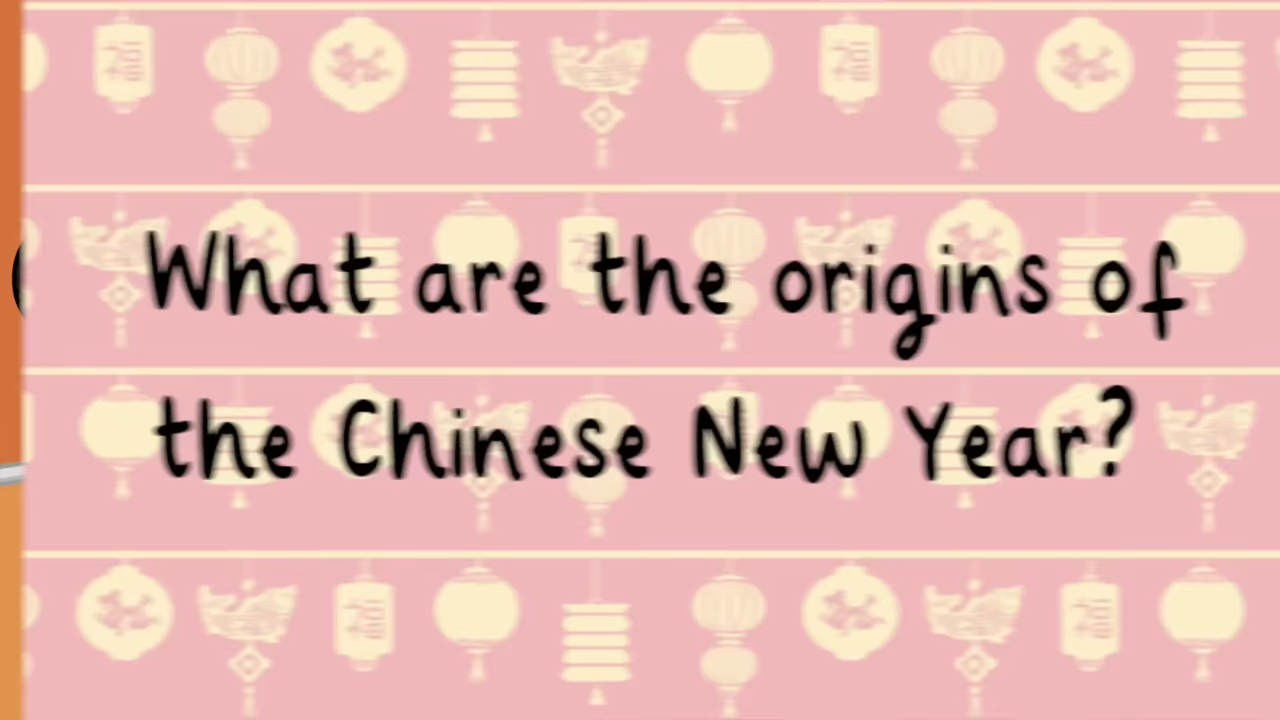 What are the origins of
the Chinese New Year?